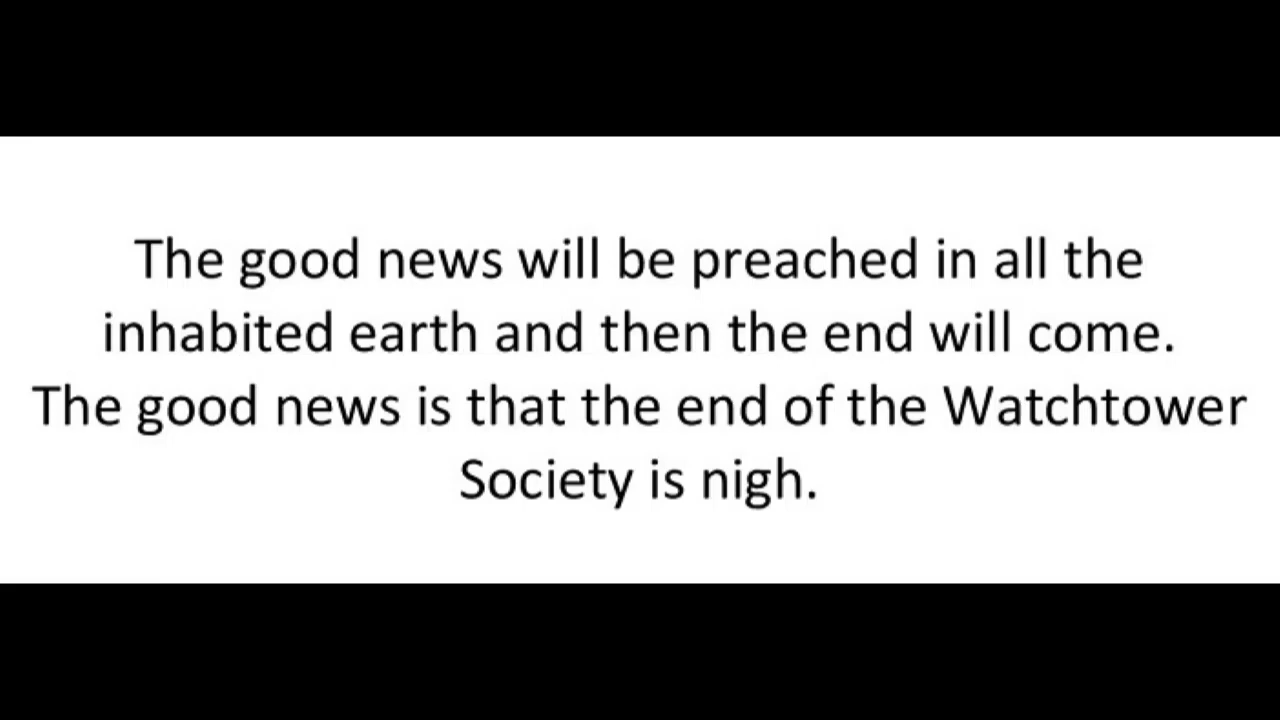 The good news will be preached in all the
inhabited earth and then the end will come.
The good news is that the end of the Watchtower
Society is nigh.